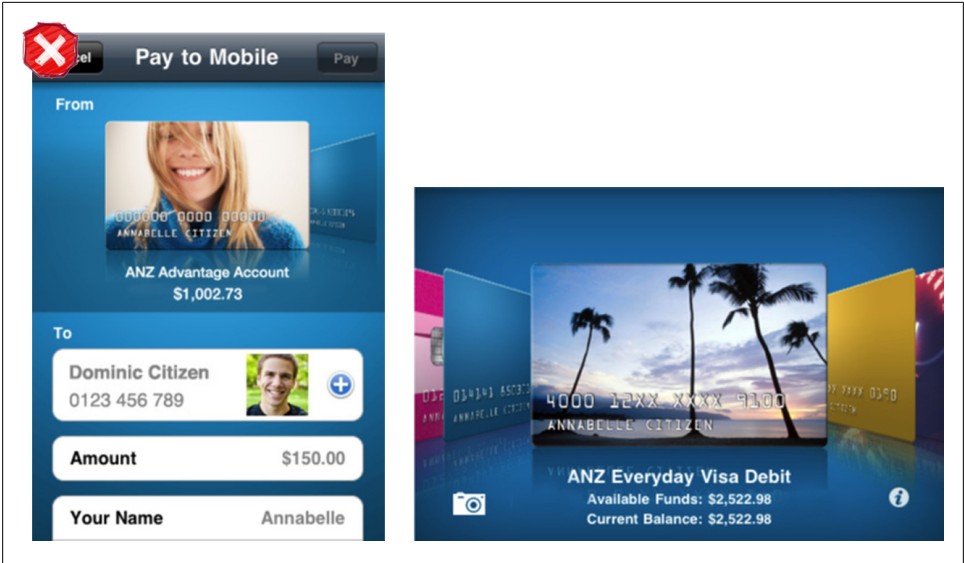 Pay to Mobile
Pay
From
ANNABELLE CITIZEN
ANZ Advantage Account
$1,002.73
To
Dominic Citizen
0123 456 789
Amount
$150.00
Your Name
Annabelle
4000 12XX XXXX 9100
ANNABELLE CITIZEN
ANZ Everyday Visa Debit
Available Funds: $2,522.98
Current Balance: $2,522.98